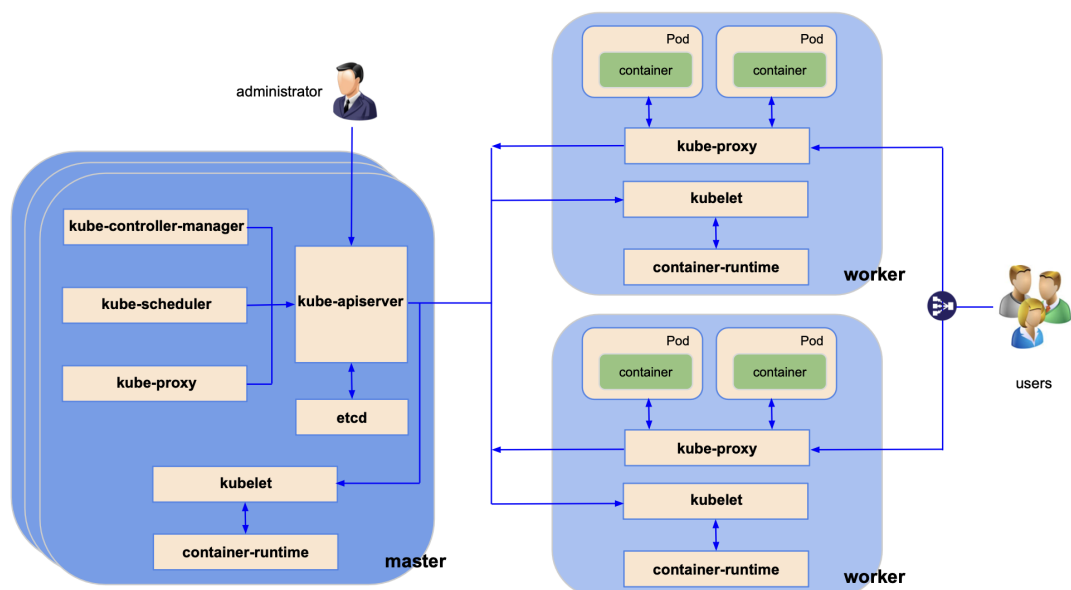 administrator
kube-controller-manager
kube-scheduler
kube-proxy
kube-apiserver
etcd
kubelet
container-runtime
master
Pod
container
Pod
container
kube-proxy
kubelet
container-runtime
worker
Pod
container
Pod
container
kube-proxy
kubelet
container-runtime
worker
users